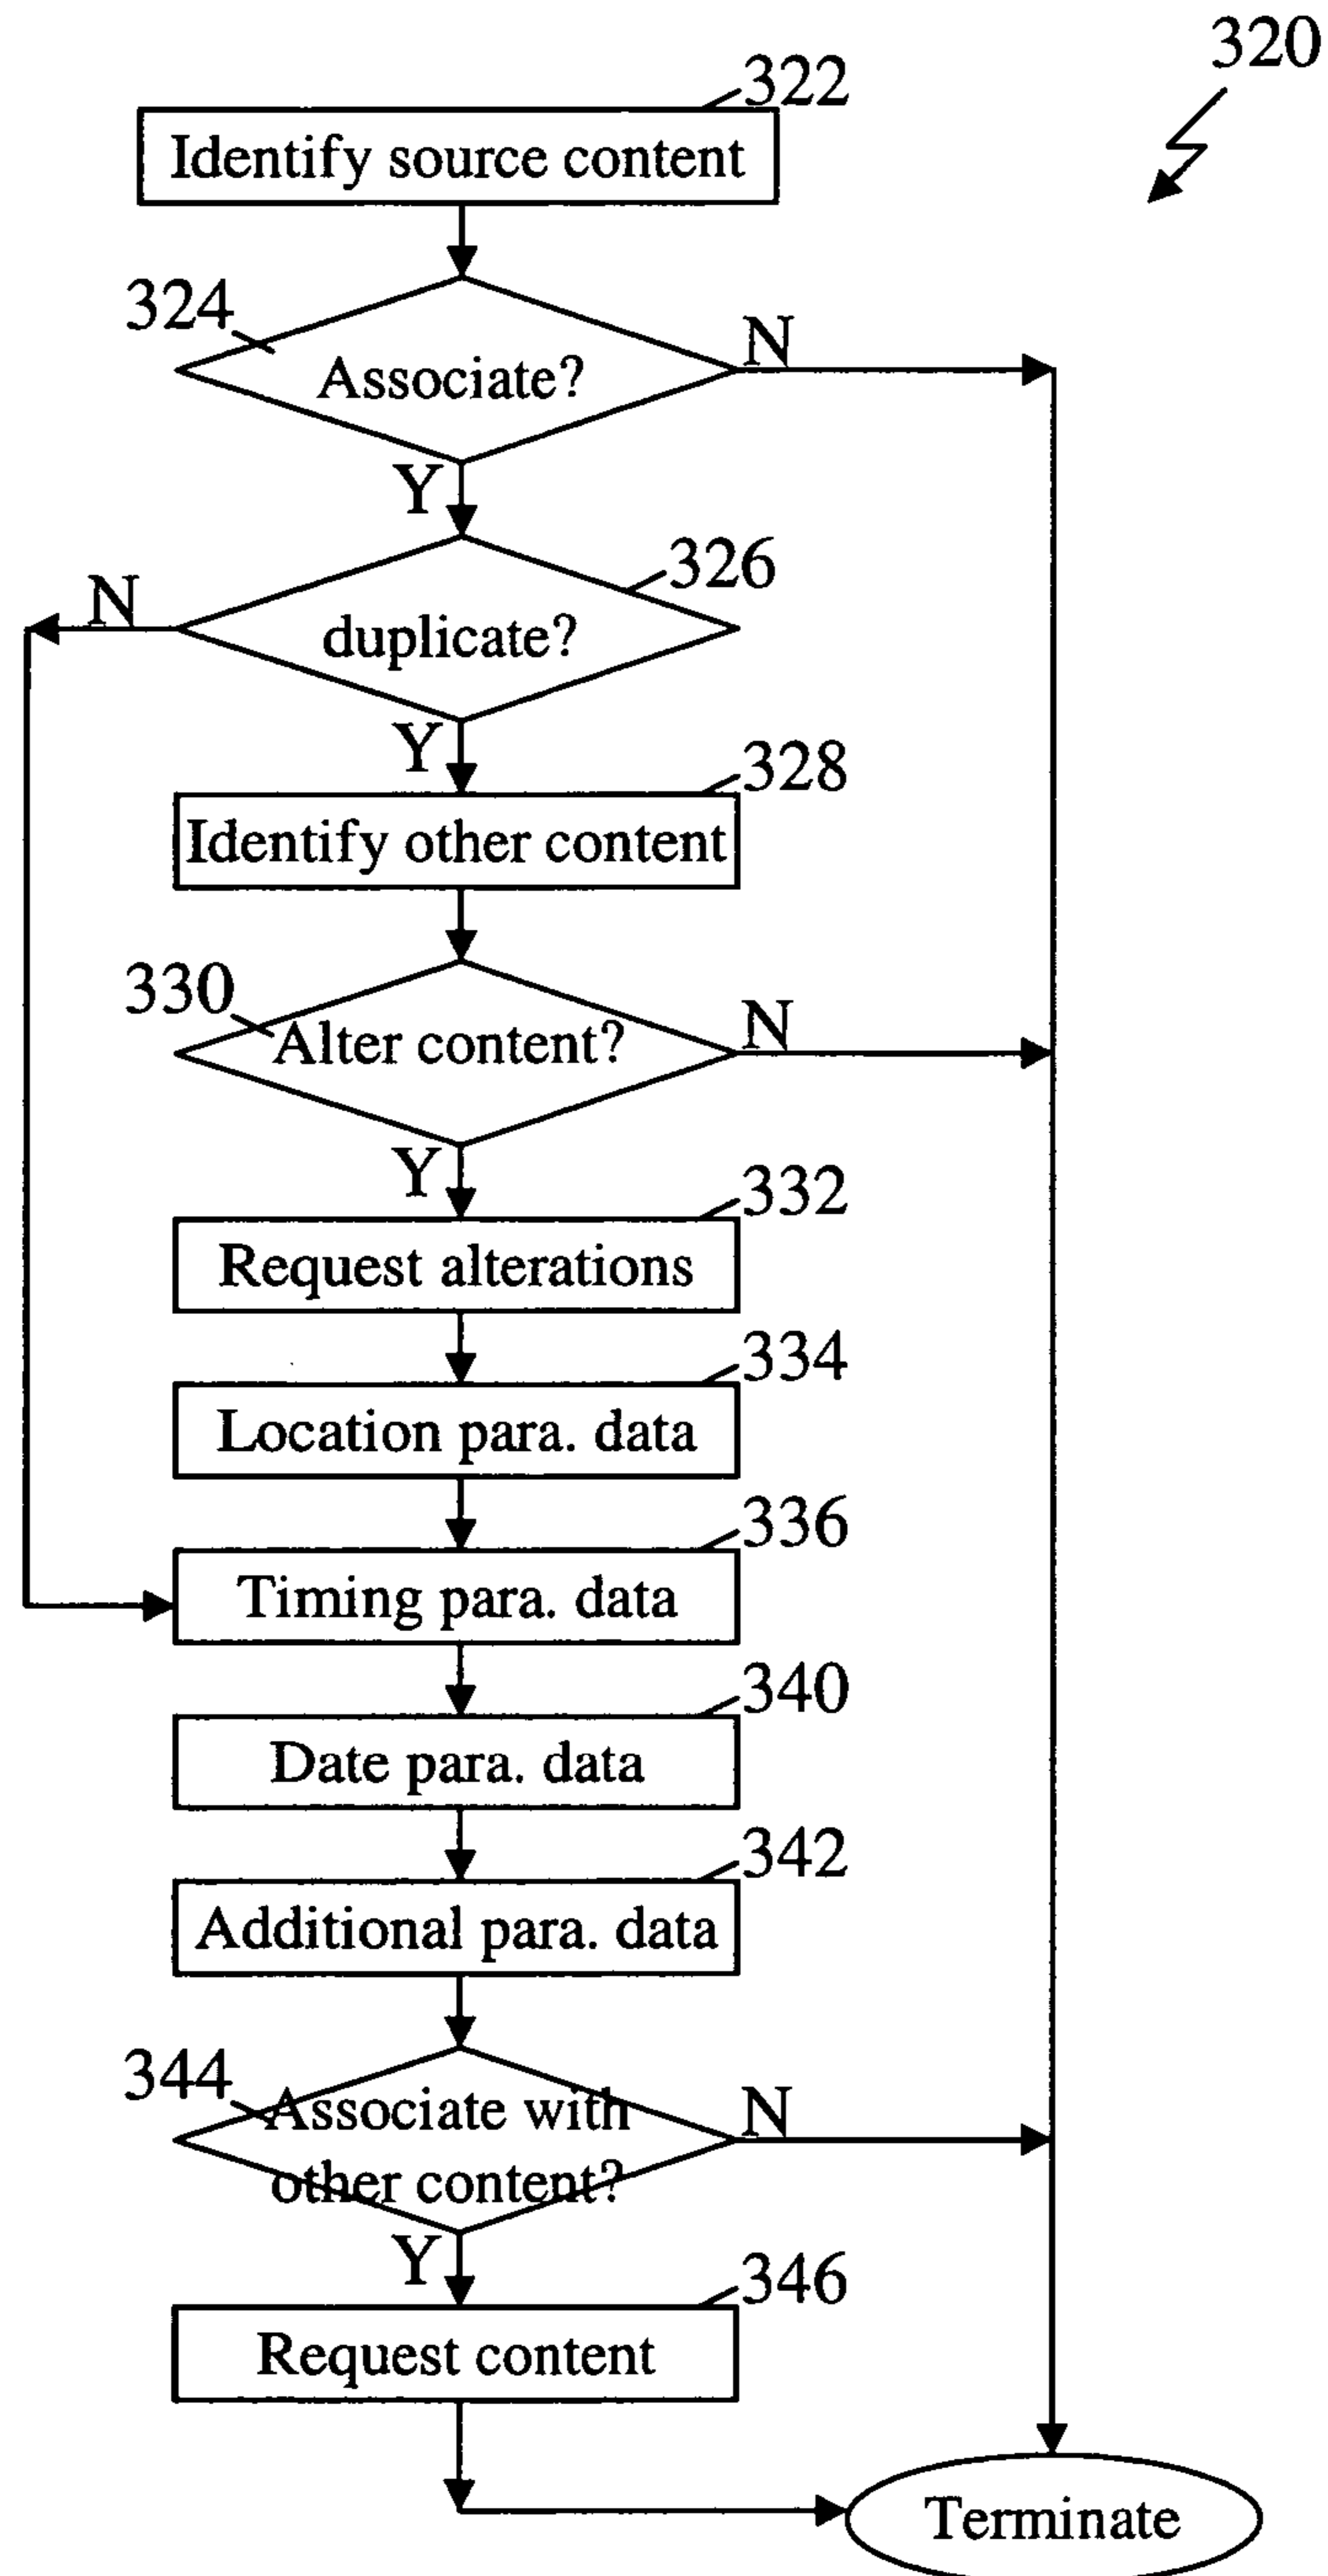 320
322
Identify source content
324
Associate?
N
Y
326
duplicate?
N
Y
328
Identify other content
330
Alter content?
N
Y
332
Request alterations
334
Location para. data
336
Timing para. data
340
Date para. data
342
Additional para. data
344
Associate with
other content?
N
Y
346
Request content
Terminate